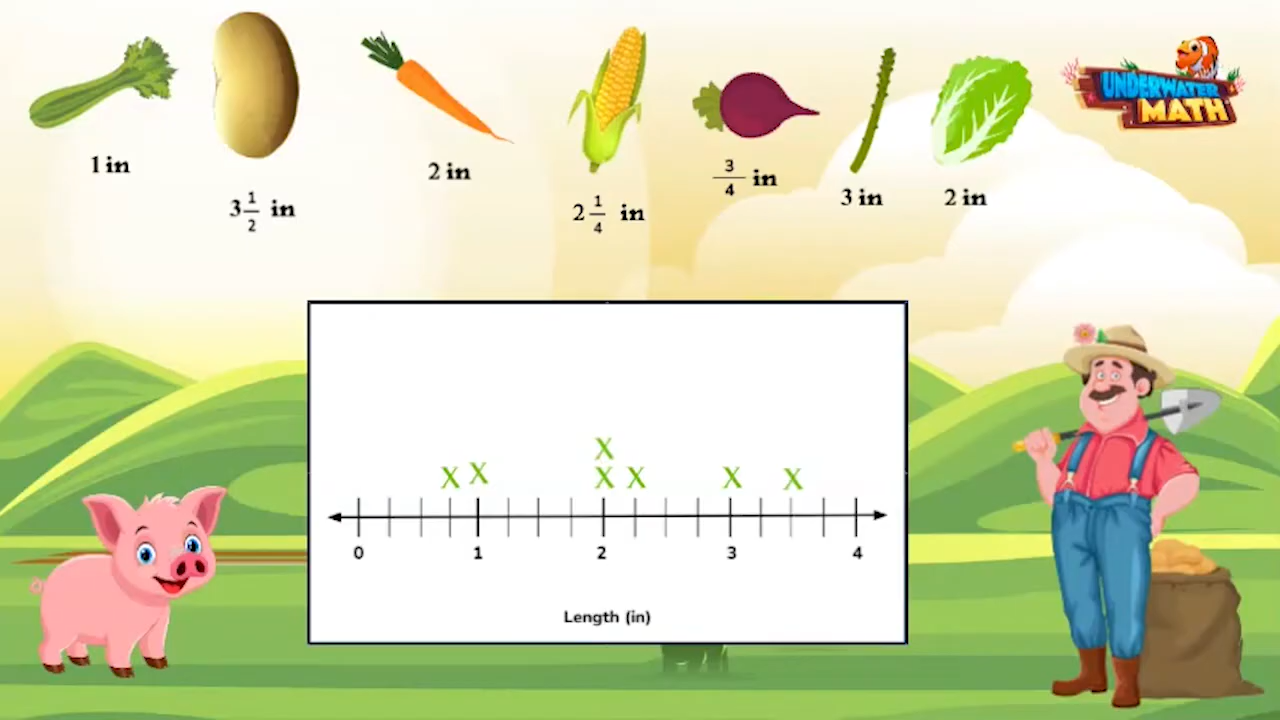 UNDERWATER
MATH
1 in
3 1/2 in
2 in
2 1/4 in
3/4 in
3 in
2 in
X
X X X X X X
0 1 2 3 4
Length (in)